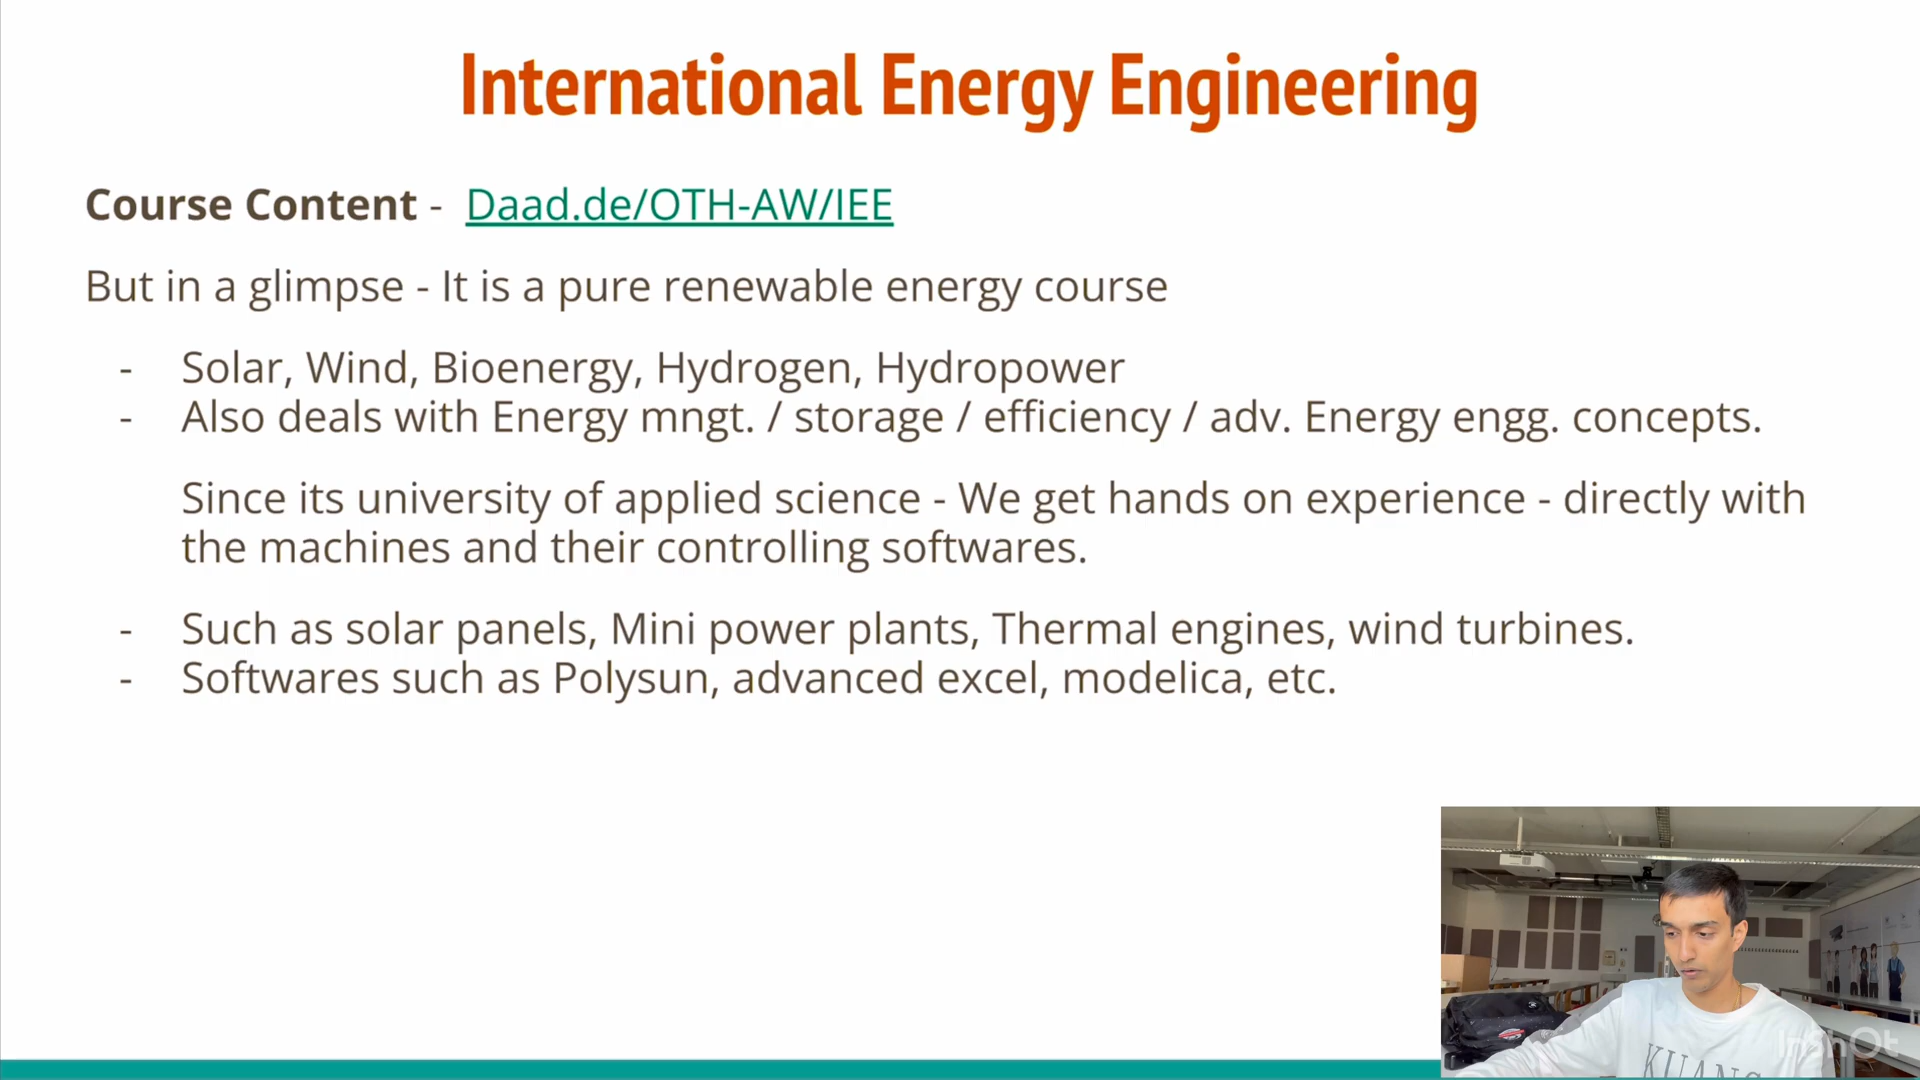 International Energy Engineering
Course Content - Daad.de/OTH-AW/IEE
But in a glimpse - It is a pure renewable energy course
- Solar, Wind, Bioenergy, Hydrogen, Hydropower
- Also deals with Energy mngt. / storage / efficiency / adv. Energy engg. concepts.
Since its university of applied science - We get hands on experience - directly with
the machines and their controlling softwares.
- Such as solar panels, Mini power plants, Thermal engines, wind turbines.
- Softwares such as Polysun, advanced excel, modelica, etc.
KUANG
InShOt